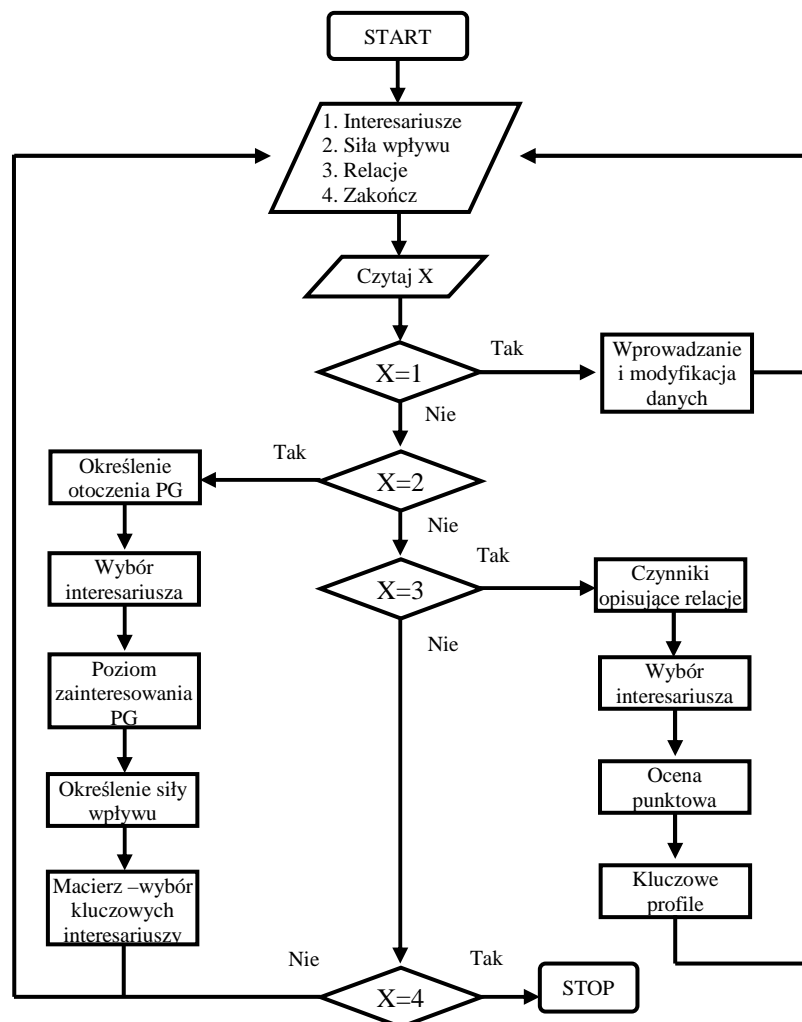 START
1. Interesariusze
2. Siła wpływu
3. Relacje
4. Zakończ
Czytaj X
X=1
Tak
Wprowadzanie
i modyfikacja
danych
Nie
X=2
Tak
Określenie
otoczenia PG
Nie
Wybór
interesariusza
X=3
Tak
Czynniki
opisujące relacje
Nie
Poziom
zainteresowania
PG
Wybór
interesariusza
Określenie siły
wpływu
Ocena
punktowa
Macierz –wybór
kluczowych
interesariuszy
Kluczowe
profile
Nie
X=4
Tak
STOP